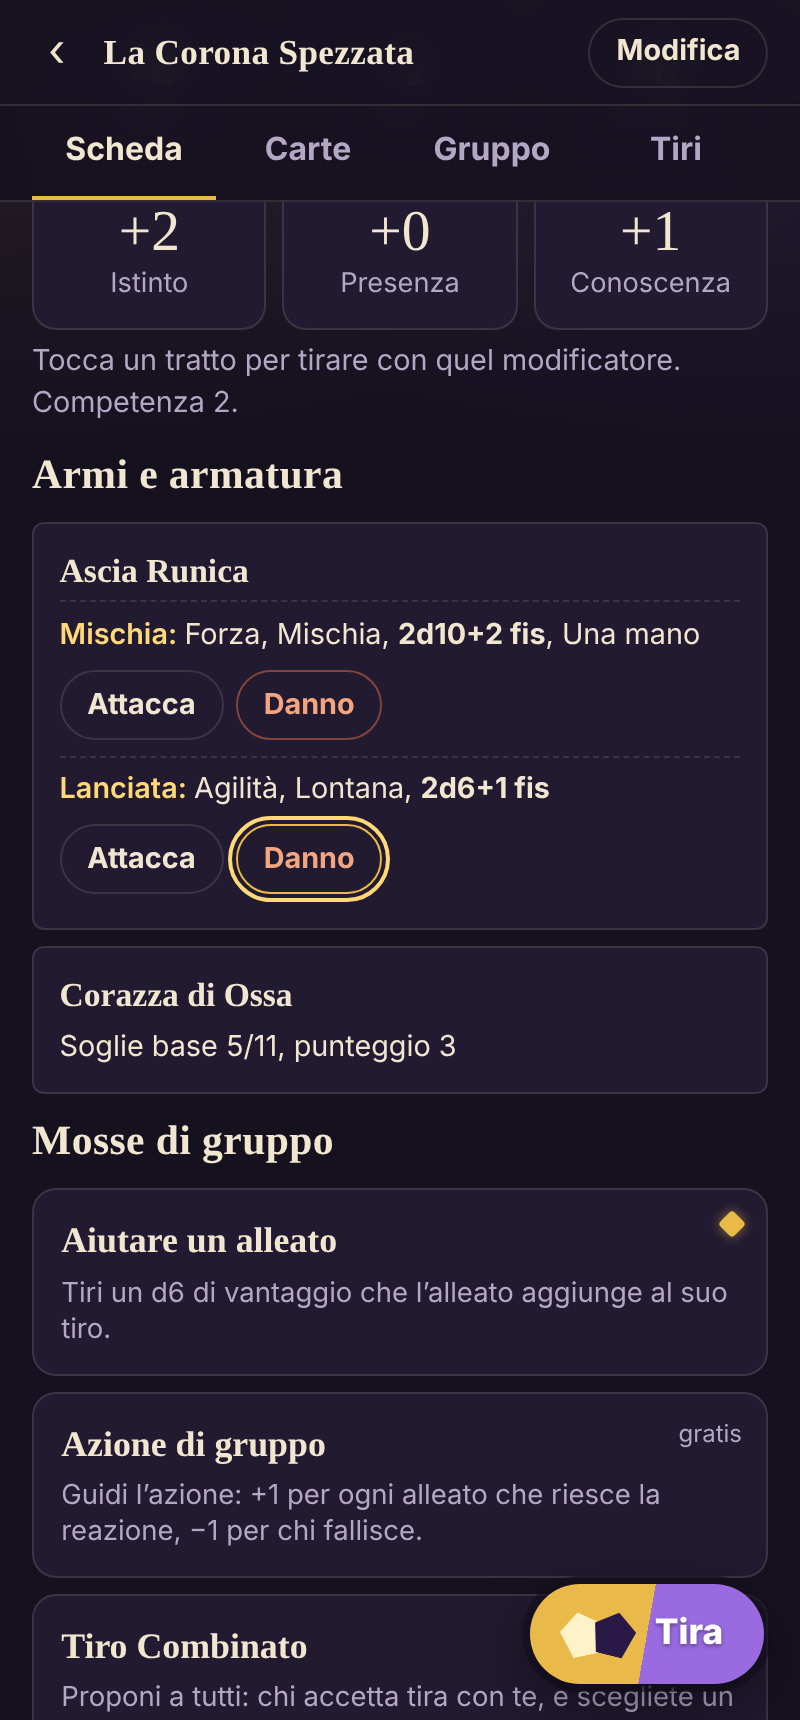 La Corona Spezzata
Modifica
Scheda Carte Gruppo Tiri
+2 +0 +1
Istinto Presenza Conoscenza
Tocca un tratto per tirare con quel modificatore.
Competenza 2.
Armi e armatura
Ascia Runica
Mischia: Forza, Mischia, 2d10+2 fis, Una mano
Attacca Danno
Lanciata: Agilità, Lontana, 2d6+1 fis
Attacca Danno
Corazza di Ossa
Soglie base 5/11, punteggio 3
Mosse di gruppo
Aiutare un alleato
Tiri un d6 di vantaggio che l’alleato aggiunge al suo
tiro.
Azione di gruppo
gratis
Guidi l’azione: +1 per ogni alleato che riesce la
reazione, −1 per chi fallisce.
Tiro Combinato
Tira
Proponi a tutti: chi accetta tira con te, e scegliete un